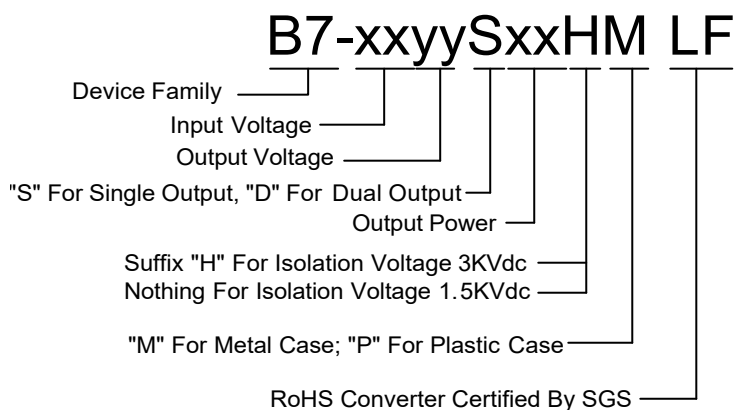 B7-xxyySxxHM LF
Device Family
Input Voltage
Output Voltage
"S" For Single Output, "D" For Dual Output
Output Power
Suffix "H" For Isolation Voltage 3KVdc
Nothing For Isolation Voltage 1.5KVdc
"M" For Metal Case; "P" For Plastic Case
RoHS Converter Certified By SGS